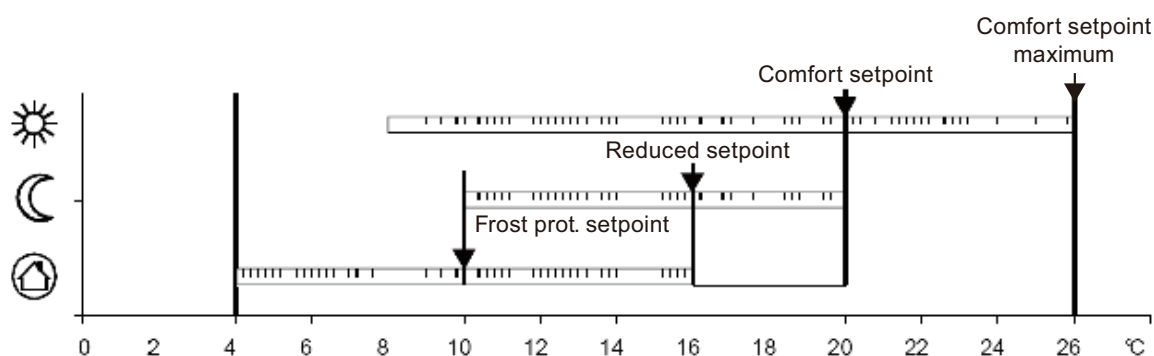 Comfort setpoint
maximum
Comfort setpoint
Reduced setpoint
Frost prot. setpoint
0 2 4 6 8 10 12 14 16 18 20 22 24 26 °C